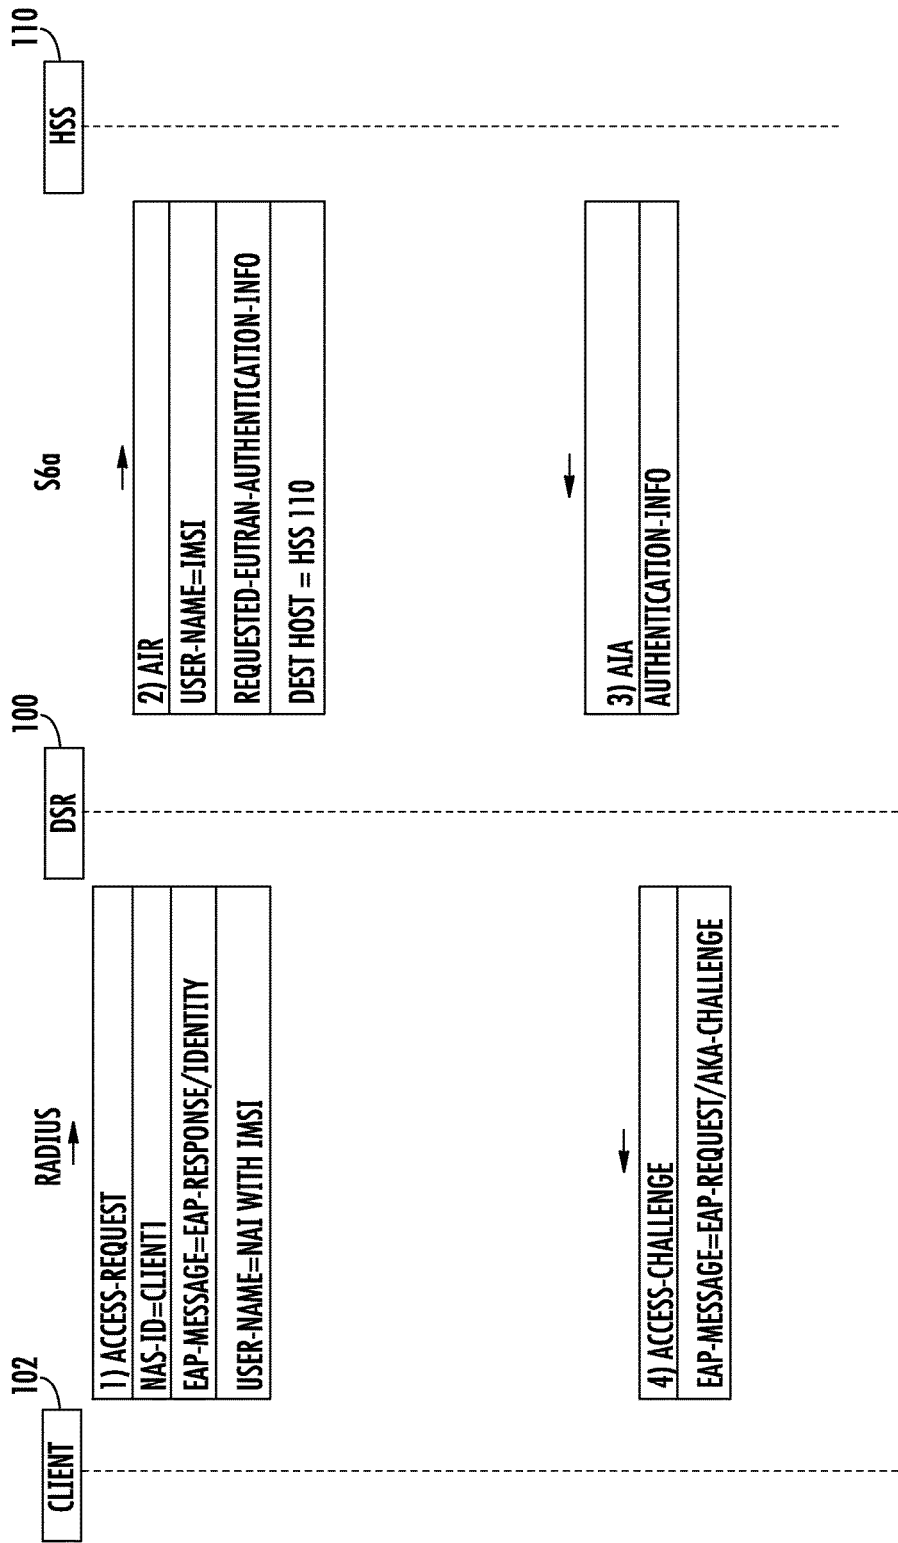 102
CLIENT
100
DSR
110
HSS
RADIUS
S6a
1) ACCESS-REQUEST
NAS-ID=CLIENT1
EAP-MESSAGE=EAP-RESPONSE/IDENTITY
USER-NAME=NAI WITH IMSI
2) AIR
USER-NAME=IMSI
REQUESTED-EUTRAN-AUTHENTICATION-INFO
DEST HOST = HSS 110
3) AIA
AUTHENTICATION-INFO
4) ACCESS-CHALLENGE
EAP-MESSAGE=EAP-REQUEST/AKA-CHALLENGE